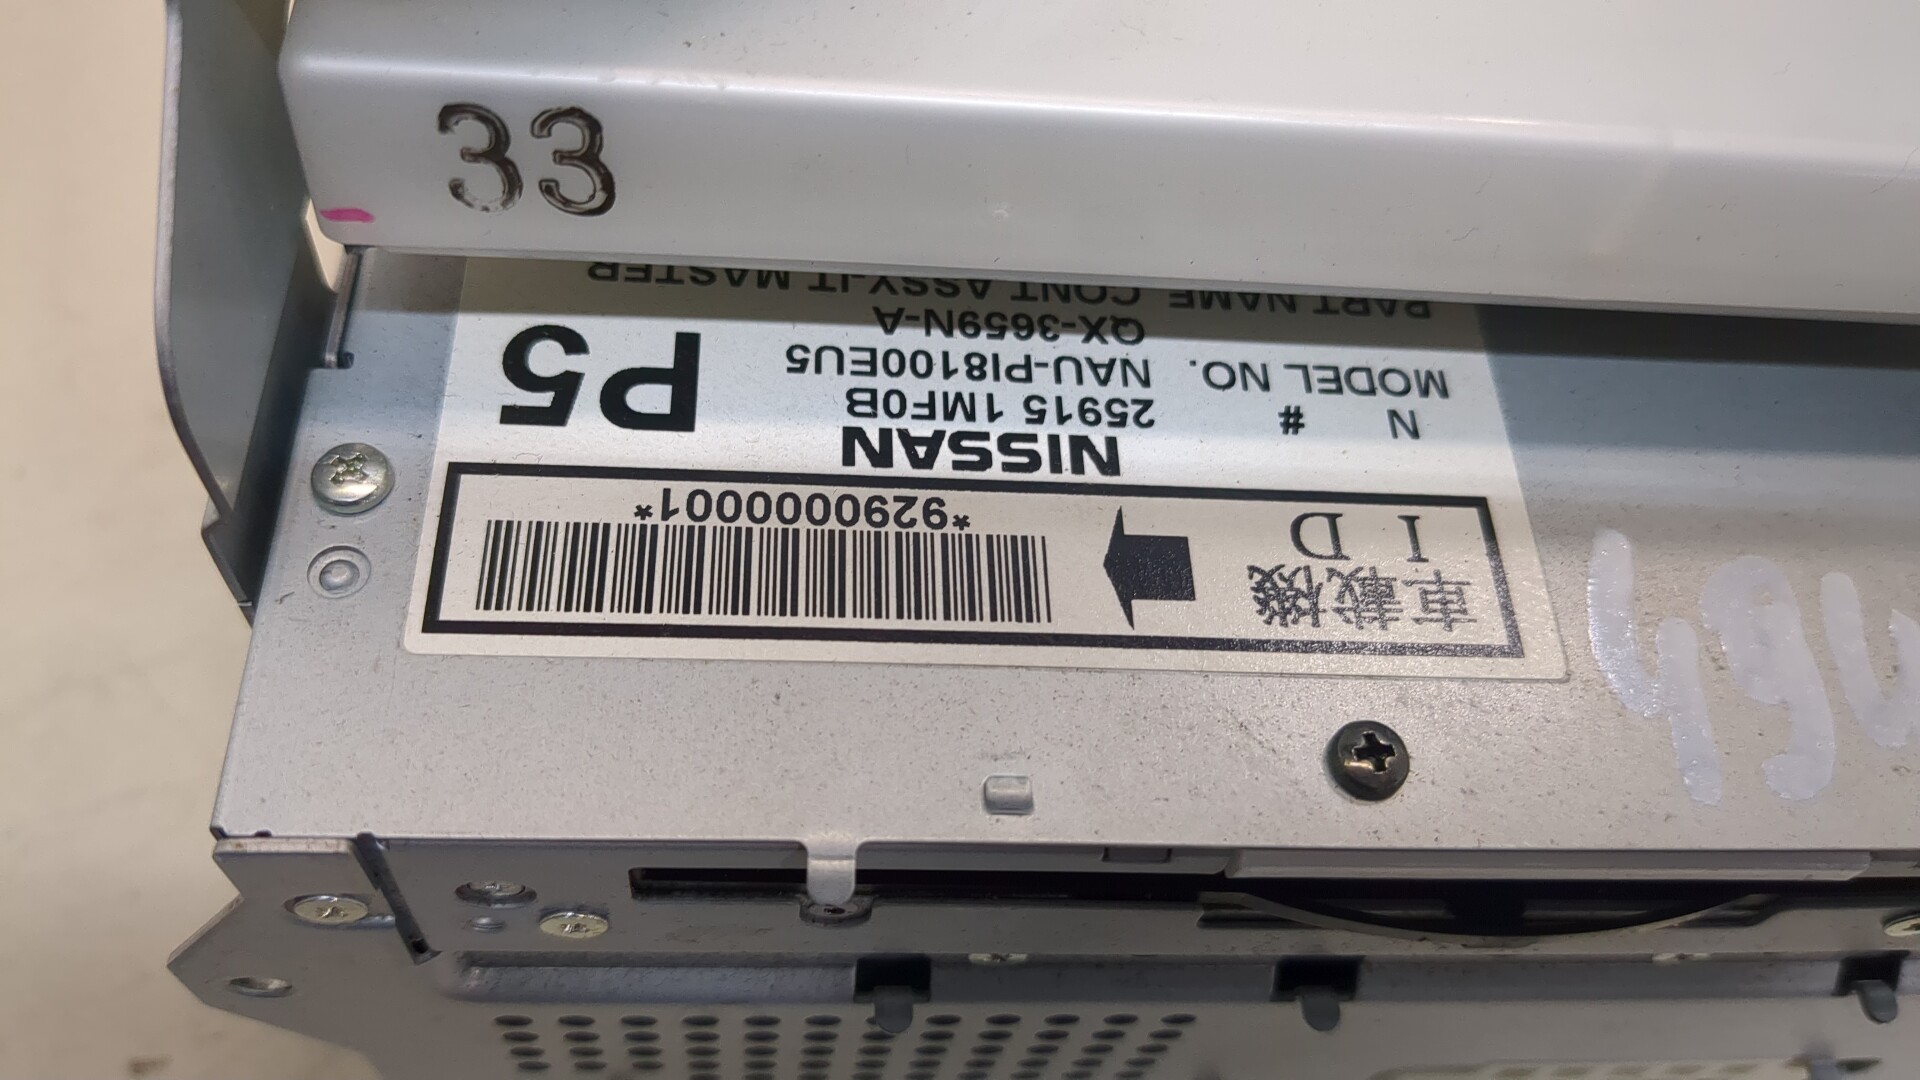 33
車載機
I D
*9290000001*
NISSAN
N # 25915 1MF0B
MODEL NO. NAU-PI8100EU5
QX-3659N-A
P5
PART NAME CONT ASSY-IT MASTER